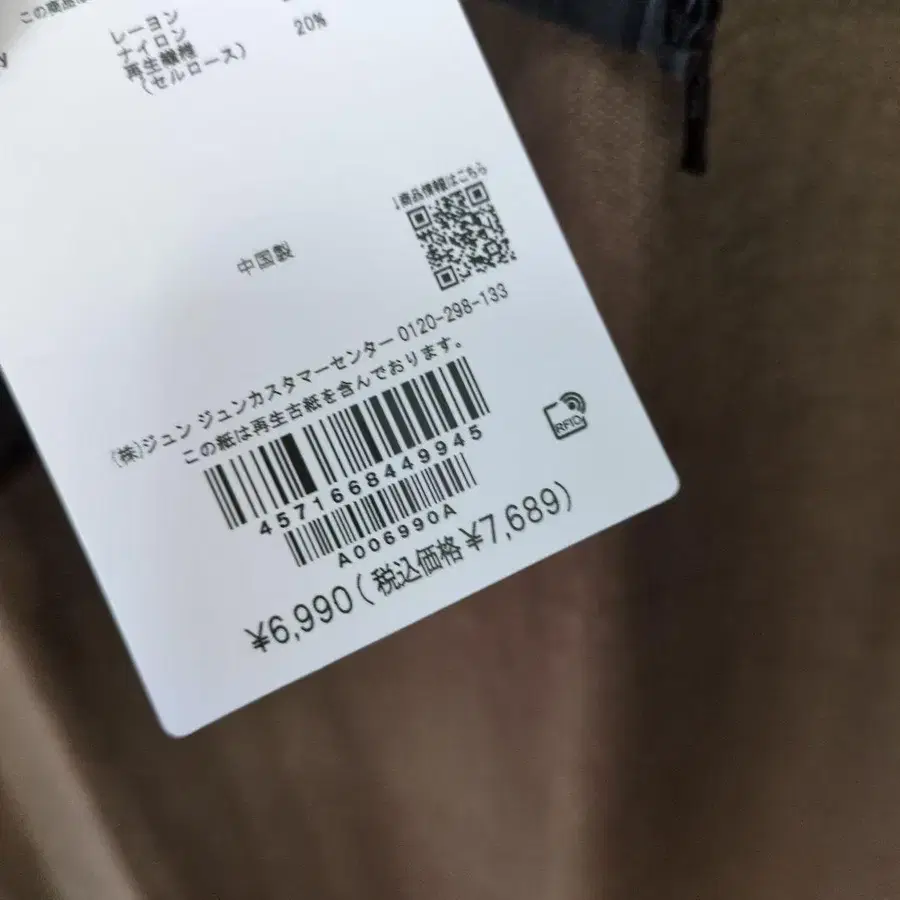 この商品は
y
レーヨン
ナイロン
再生繊維
(セルロース)
20%
↓商品情報はこちら
中国製
(株)ジュン ジュンカスタマーセンター 0120-298-133
この紙は再生古紙を含んでおります。
4571668449945
A006990A
RFID
¥6,990(税込価格¥7,689)